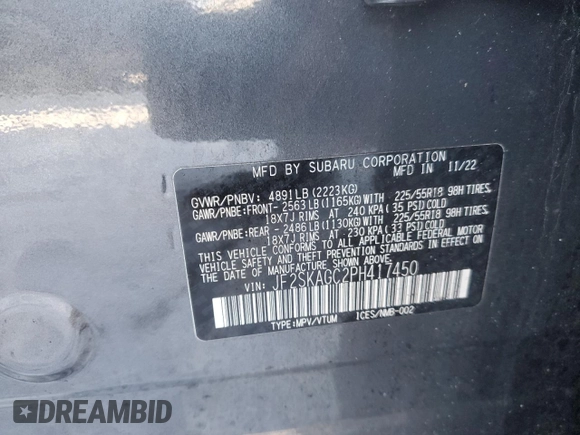 MFD BY SUBARU CORPORATION
MFD IN 11/22
GVWR/PNBV: 4891LB (2223KG)
GAWR/PNBE:FRONT- 2563LB (1165KG) WITH 225/55R18 98H TIRES,
18X7J RIMS AT 240 KPA (35 PSI) COLD
GAWR/PNBE:REAR - 2486LB (1130KG) WITH 225/55R18 98H TIRES,
18X7J RIMS AT 230 KPA (33 PSI) COLD
THIS VEHICLE CONFORMS TO ALL APPLICABLE FEDERAL MOTOR
VEHICLE SAFETY AND THEFT PREVENTION STANDARDS IN EFFECT
ON THE DATE OF MANUFACTURE SHOWN ABOVE.
VIN: JF2SKAGC2PH417450
TYPE:MPV/VTUM ICES/NMB-002
DREAMBID